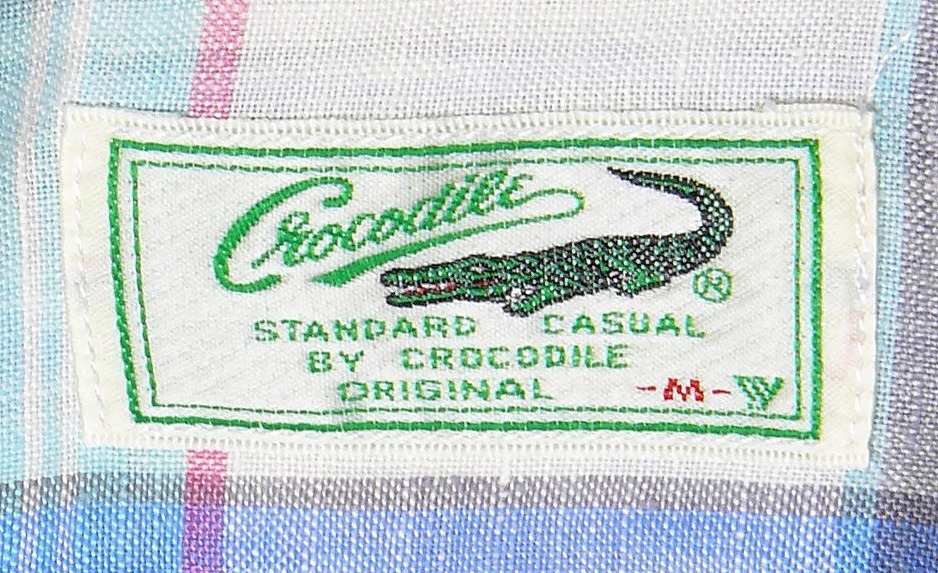 Crocodile
®
STANDARD CASUAL
BY CROCODILE
ORIGINAL -M-